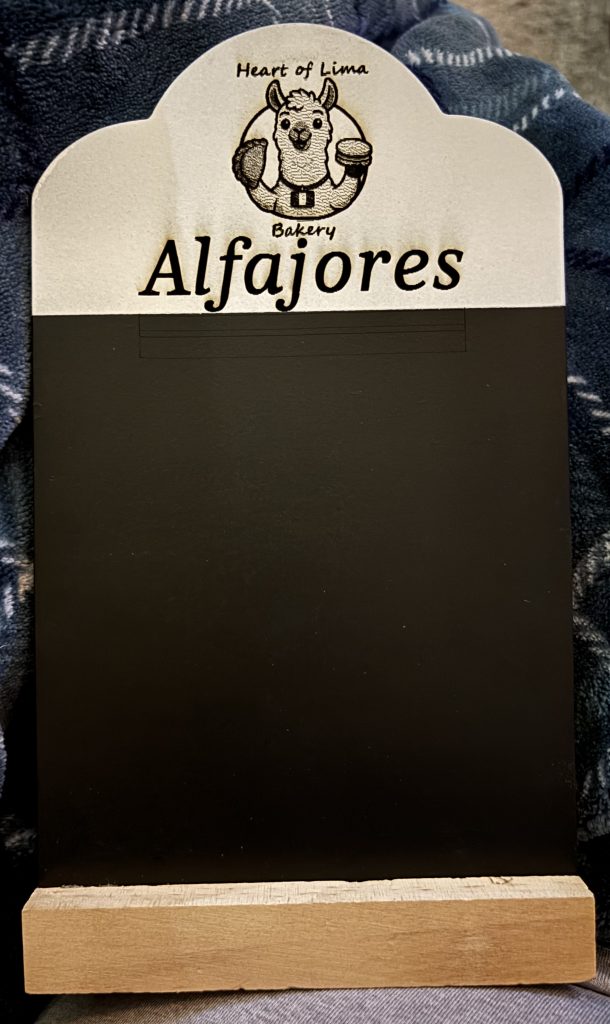 Heart of Lima
Bakery
Alfajores